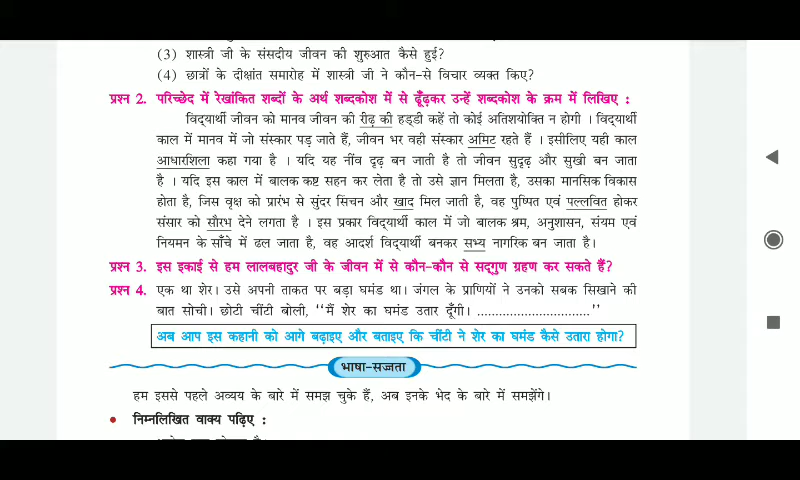 (3) शास्त्री जी के संसदीय जीवन की शुरुआत कैसे हुई?
(4) छात्रों के दीक्षांत समारोह में शास्त्री जी ने कौन-से विचार व्यक्त किए?
प्रश्न 2. परिच्छेद में रेखांकित शब्दों के अर्थ शब्दकोश में से ढूँढ़कर उन्हें शब्दकोश के क्रम में लिखिए :
विद्यार्थी जीवन को मानव जीवन की रीढ़ की हड्डी कहें तो कोई अतिशयोक्ति न होगी । विद्यार्थी
काल में मानव में जो संस्कार पड़ जाते हैं, जीवन भर वही संस्कार अमिट रहते हैं । इसीलिए यही काल
आधारशिला कहा गया है । यदि यह नींव दृढ़ बन जाती है तो जीवन सुदृढ़ और सुखी बन जाता
है । यदि इस काल में बालक कष्ट सहन कर लेता है तो उसे ज्ञान मिलता है, उसका मानसिक विकास
होता है, जिस वृक्ष को प्रारंभ से सुंदर सिंचन और खाद मिल जाती है, वह पुष्पित एवं पल्लवित होकर
संसार को सौरभ देने लगता है । इस प्रकार विद्यार्थी काल में जो बालक श्रम, अनुशासन, संयम एवं
नियमन के साँचे में ढल जाता है, वह आदर्श विद्यार्थी बनकर सभ्य नागरिक बन जाता है।
प्रश्न 3. इस इकाई से हम लालबहादुर जी के जीवन में से कौन-कौन से सद्गुण ग्रहण कर सकते हैं?
प्रश्न 4. एक था शेर। उसे अपनी ताकत पर बड़ा घमंड था। जंगल के प्राणियों ने उनको सबक सिखाने की
बात सोची। छोटी चींटी बोली, “मैं शेर का घमंड उतार दूँगी। ..............................”
अब आप इस कहानी को आगे बढ़ाइए और बताइए कि चींटी ने शेर का घमंड कैसे उतारा होगा?
भाषा-सज्जता
हम इससे पहले अव्यय के बारे में समझ चुके हैं, अब इनके भेद के बारे में समझेंगे।
• निम्नलिखित वाक्य पढ़िए :